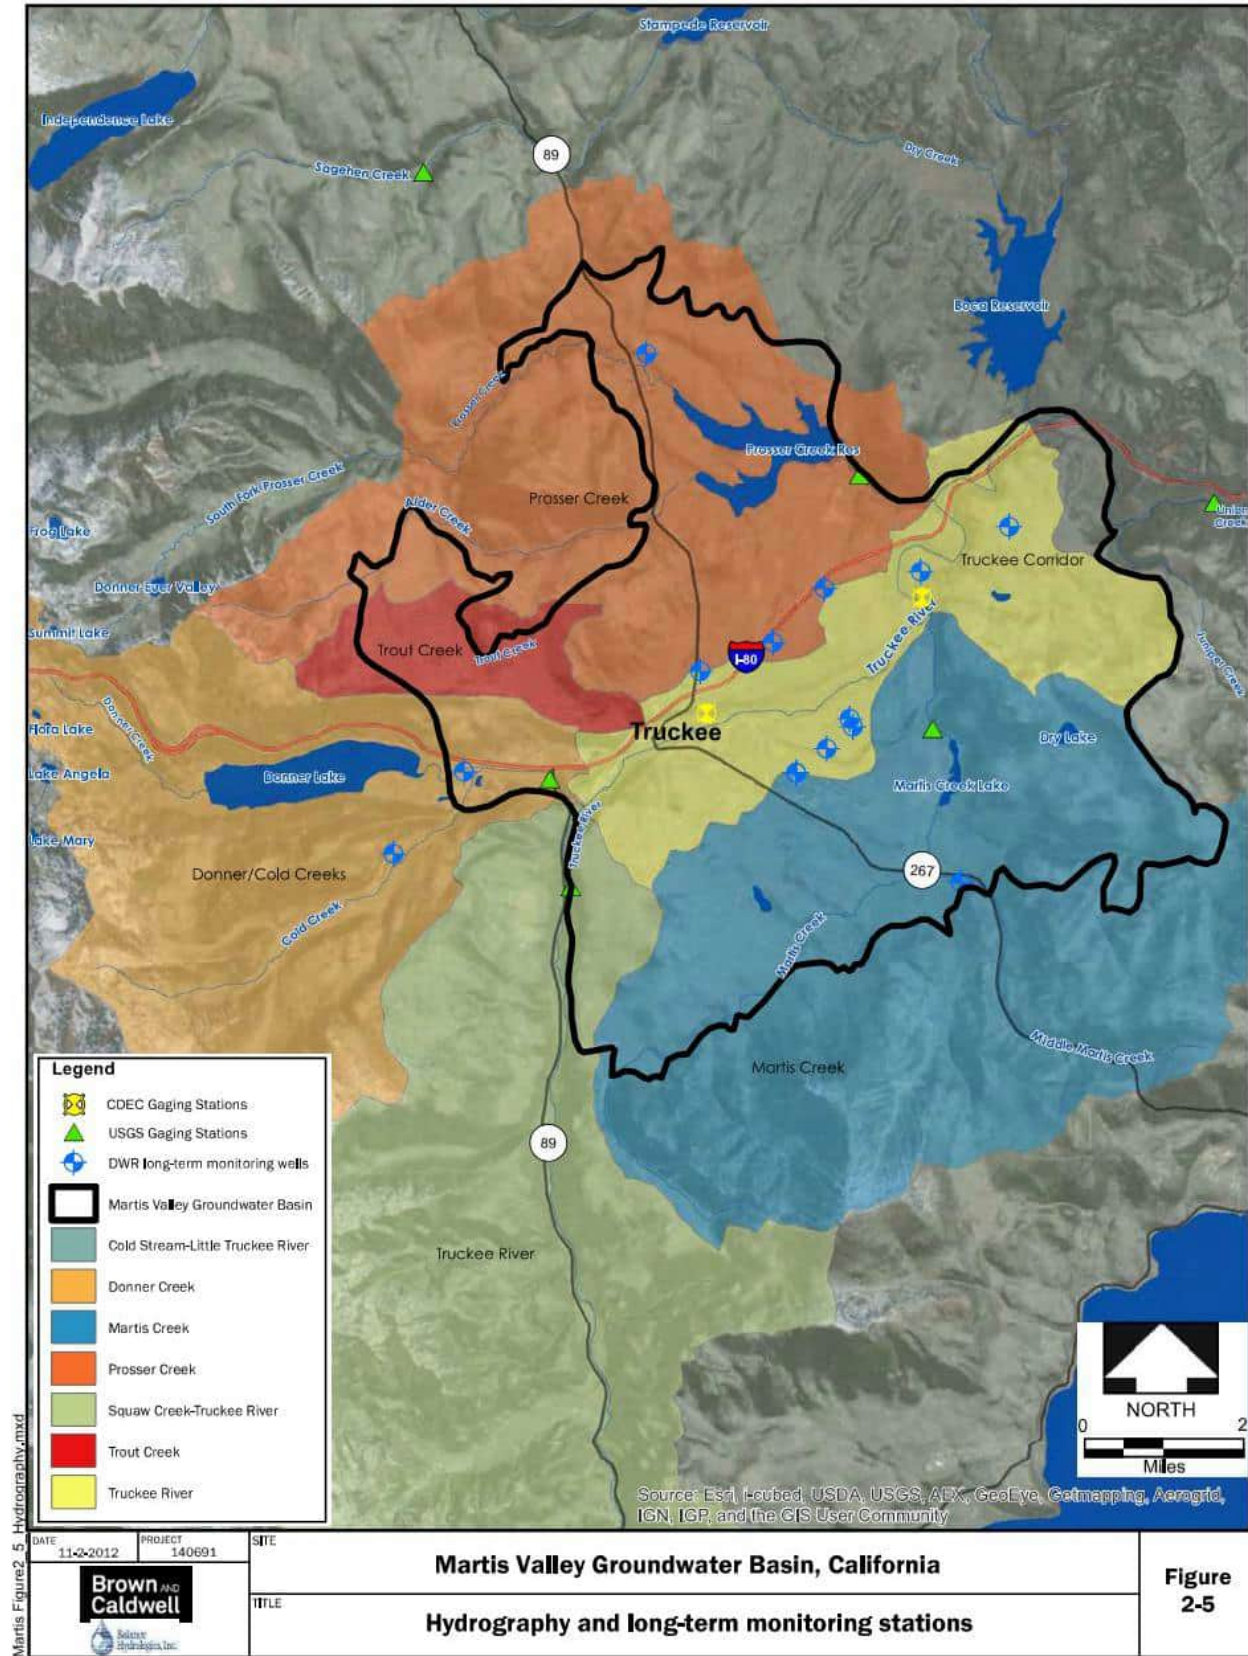 Stampede Reservoir
Independence Lake
Sagehen Creek
89
Dry Creek
Boca Reservoir
Prosser Creek
Prosser Creek Res
South Fork Prosser Creek
Prosser Creek
Alder Creek
Frog Lake
Union
Creek
Donner Euer Valley
Truckee Corridor
Summit Lake
Trout Creek
Trout Creek
I-80
Truckee River
Juniper Creek
Flora Lake
Donner Creek
Truckee
Dry Lake
Lake Angela
Donner Lake
Martis Creek Lake
Truckee River
Lake Mary
Donner/Cold Creeks
267
Cold Creek
Martis Creek
Middle Martis Creek
Martis Creek
89
Truckee River
Legend
CDEC Gaging Stations
USGS Gaging Stations
DWR long-term monitoring wells
Martis Valley Groundwater Basin
Cold Stream-Little Truckee River
Donner Creek
Martis Creek
Prosser Creek
Squaw Creek-Truckee River
Trout Creek
Truckee River
NORTH
0 2
Miles
Source: Esri, i-cubed, USDA, USGS, AEX, GeoEye, Getmapping, Aerogrid,
IGN, IGP, and the GIS User Community
Martis Figure2_5_Hydrography.mxd
DATE
11-2-2012
PROJECT
140691
Brown AND
Caldwell
Balance
Hydrologics, Inc.
SITE
Martis Valley Groundwater Basin, California
TITLE
Hydrography and long-term monitoring stations
Figure
2-5